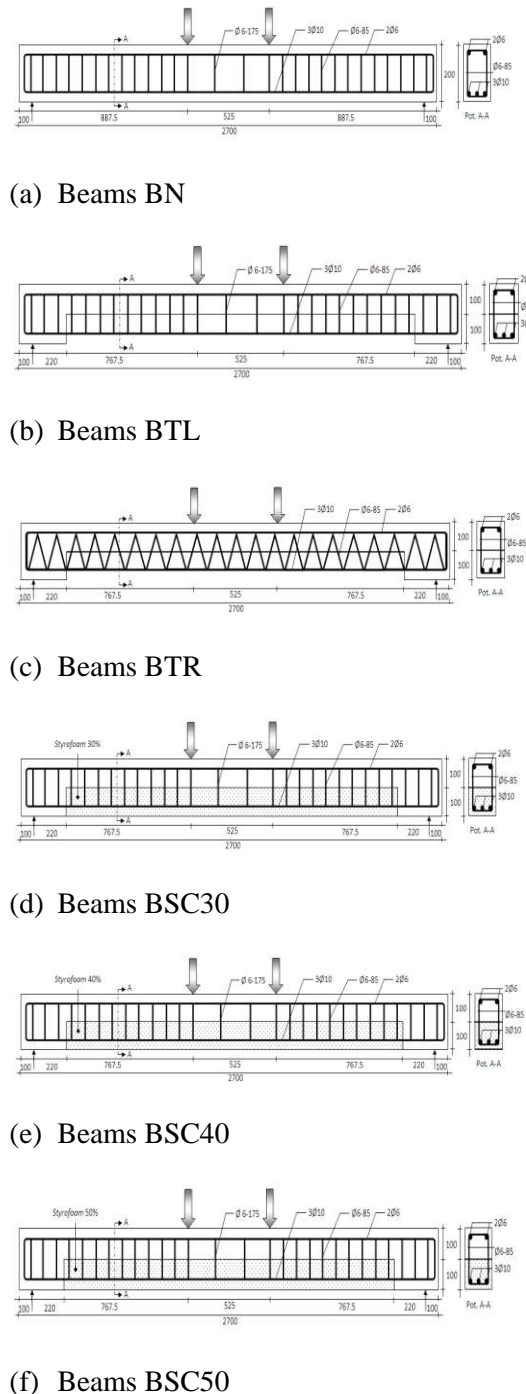 A
Ø 6-175
3Ø10
Ø6-85
2Ø6
2Ø6
200
Ø6-85
3Ø10
A
100
887.5
525
887.5
100
Pot. A-A
2700
(a) Beams BN
A
Ø 6-175
3Ø10
Ø6-85
2Ø6
100
100
A
100
220
767.5
525
767.5
220
100
Pot. A-A
2700
(b) Beams BTL
A
3Ø10
Ø6-85
2Ø6
2Ø6
100
Ø6-85
100
3Ø10
A
100
220
767.5
525
767.5
220
100
Pot. A-A
2700
(c) Beams BTR
Styrofoam 30%
A
Ø 6-175
3Ø10
Ø6-85
2Ø6
2Ø6
100
Ø6-85
100
3Ø10
A
100
220
767.5
525
767.5
220
100
Pot. A-A
2700
(d) Beams BSC30
Styrofoam 40%
A
Ø 6-175
3Ø10
Ø6-85
2Ø6
2Ø6
100
Ø6-85
100
3Ø10
A
100
220
767.5
525
767.5
220
100
Pot. A-A
2700
(e) Beams BSC40
Styrofoam 50%
A
Ø 6-175
3Ø10
Ø6-85
2Ø6
2Ø6
100
Ø6-85
100
3Ø10
A
100
220
767.5
525
767.5
220
100
Pot. A-A
2700
(f) Beams BSC50